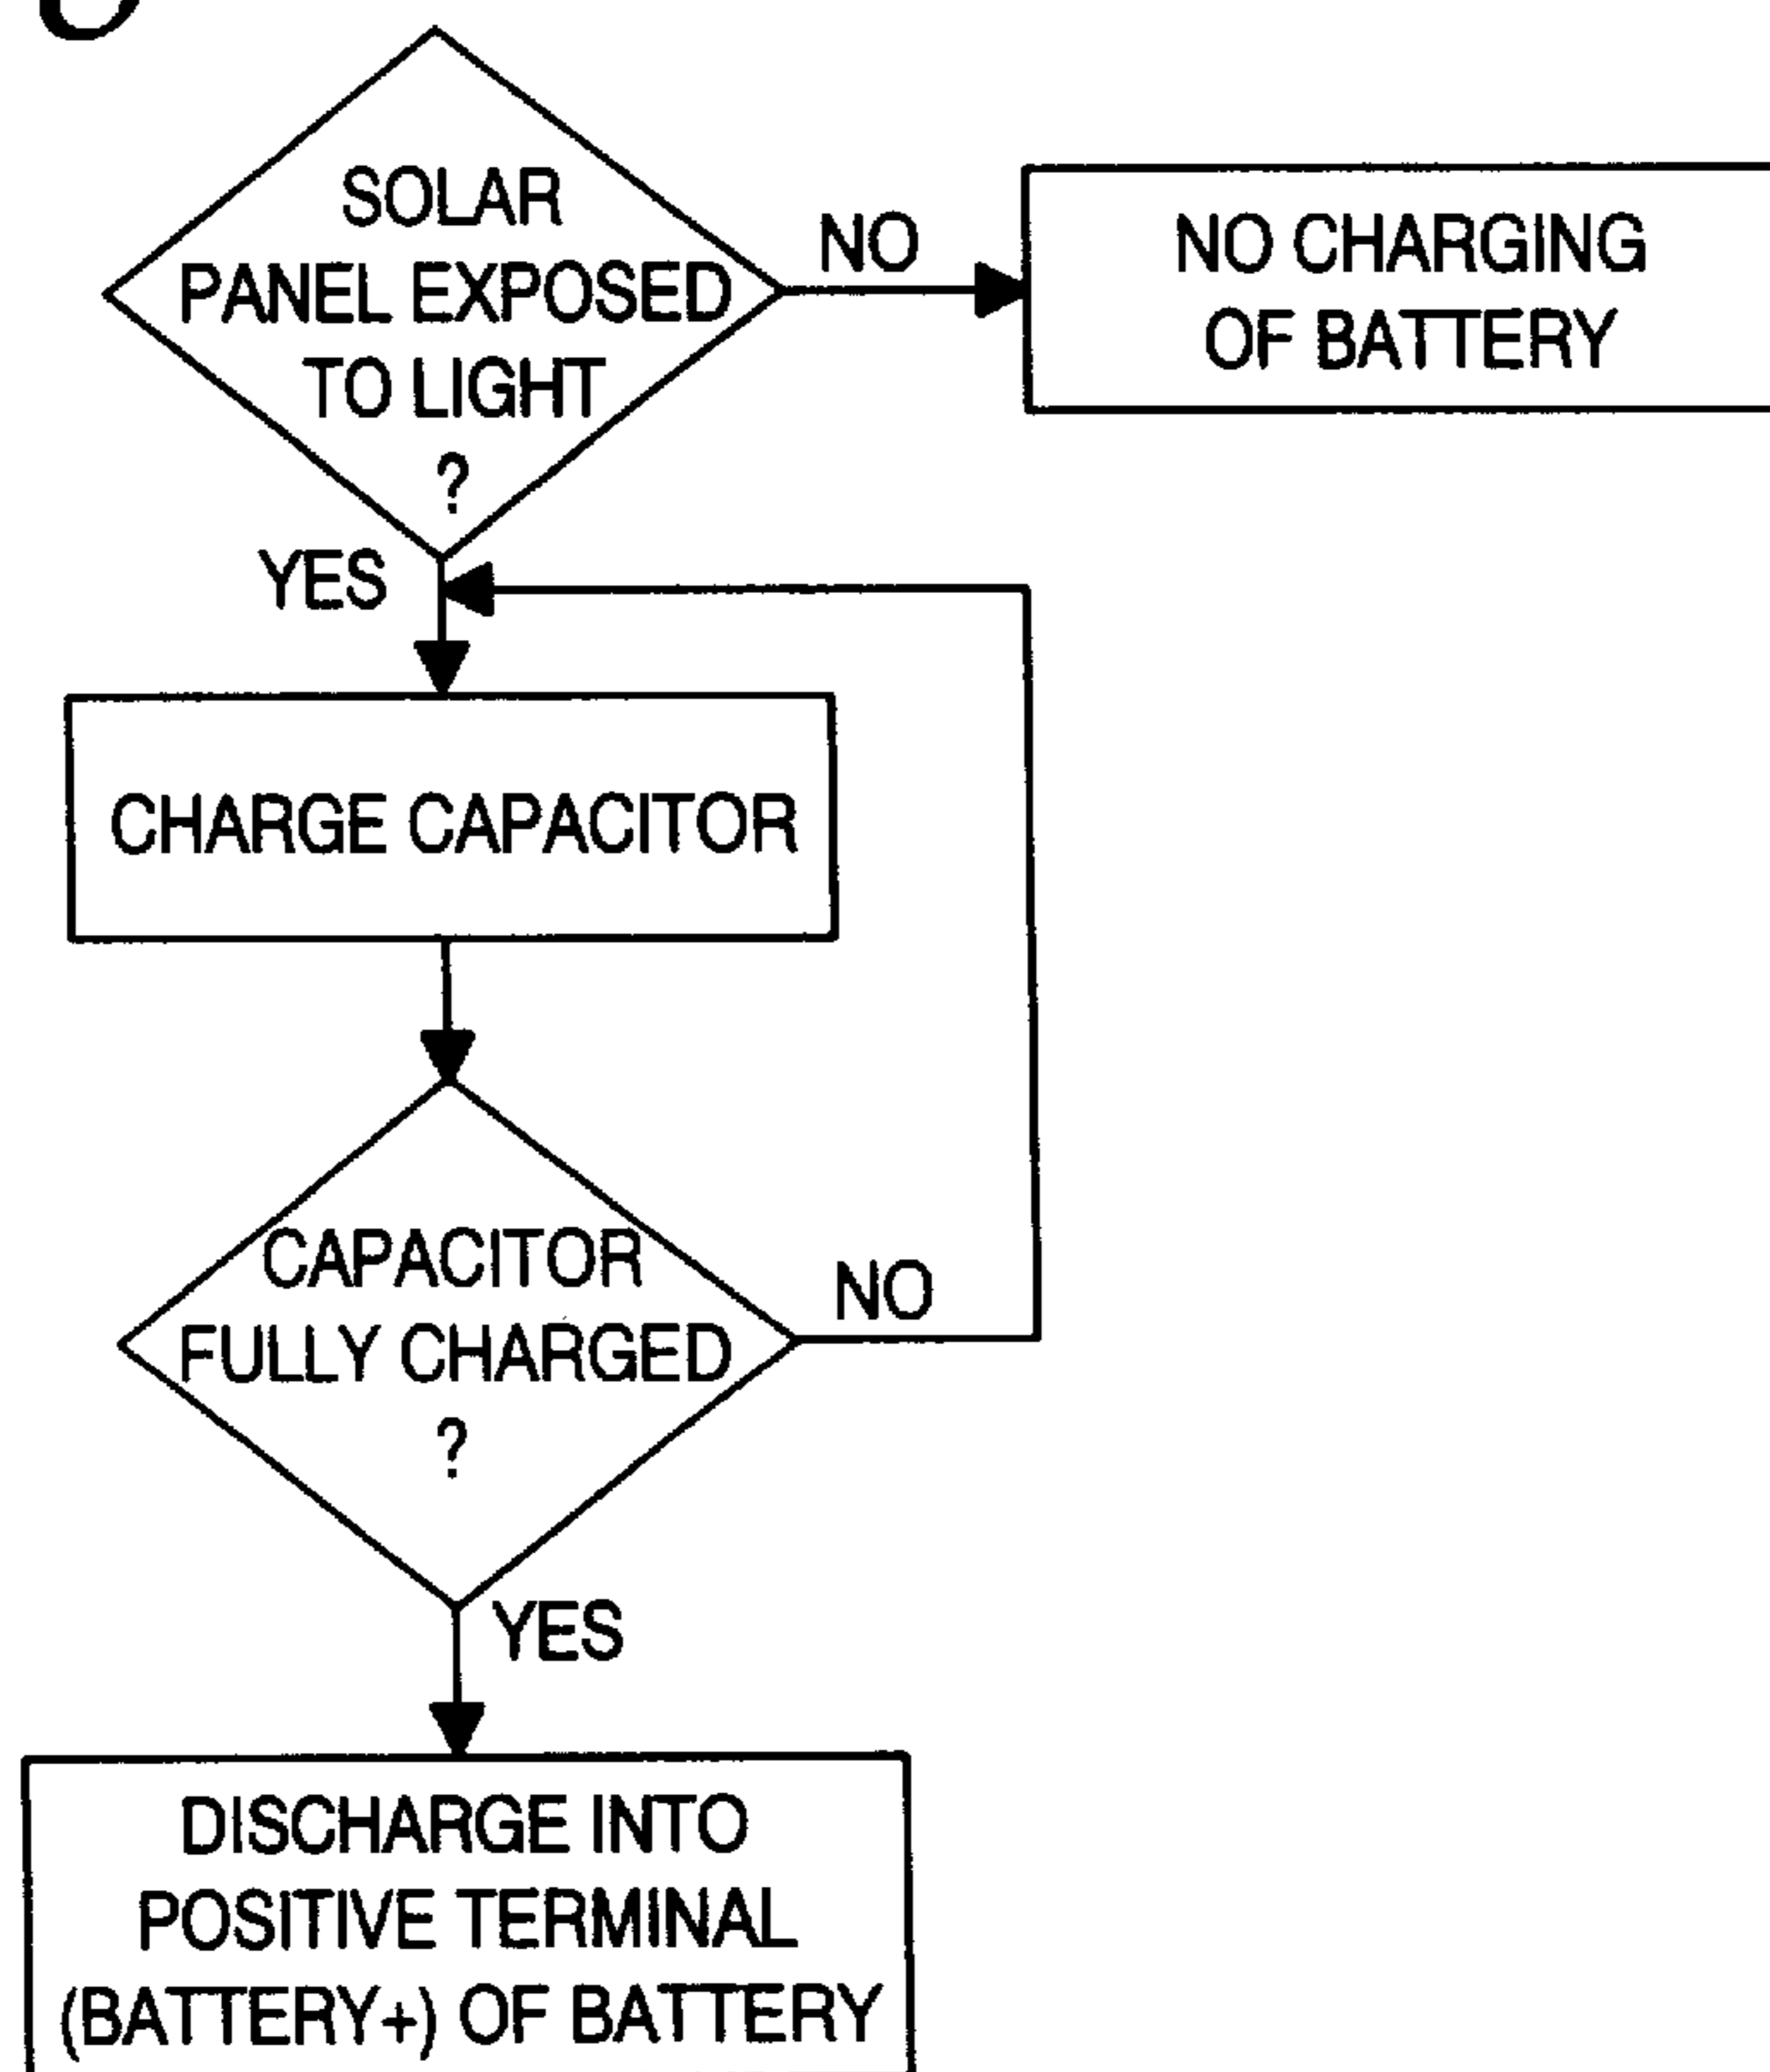 SOLAR
PANEL EXPOSED
TO LIGHT
?
NO
NO CHARGING
OF BATTERY
YES
CHARGE CAPACITOR
CAPACITOR
FULLY CHARGED
?
NO
YES
DISCHARGE INTO
POSITIVE TERMINAL
(BATTERY+) OF BATTERY